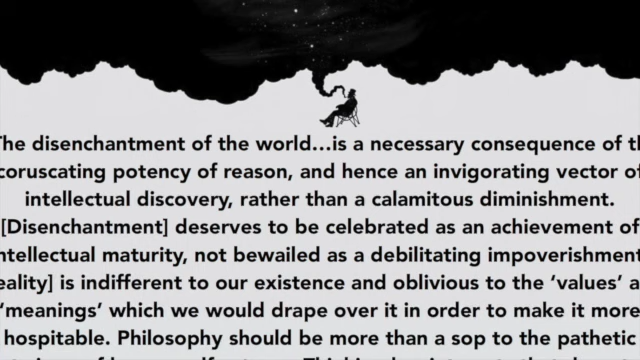 The disenchantment of the world...is a necessary consequence of th
coruscating potency of reason, and hence an invigorating vector of
intellectual discovery, rather than a calamitous diminishment.
[Disenchantment] deserves to be celebrated as an achievement of
ntellectual maturity, not bewailed as a debilitating impoverishment
eality] is indifferent to our existence and oblivious to the ‘values’ a
‘meanings’ which we would drape over it in order to make it more
hospitable. Philosophy should be more than a sop to the pathetic